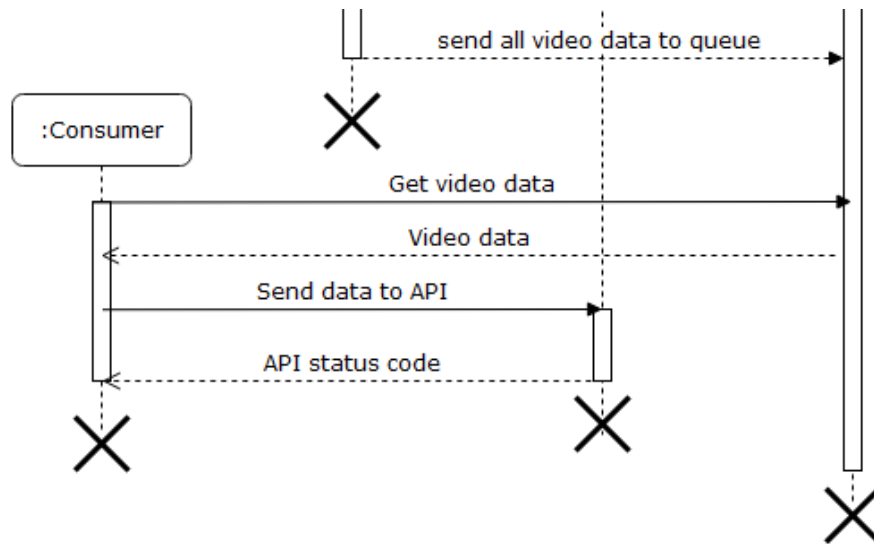 send all video data to queue
:Consumer
Get video data
Video data
Send data to API
API status code